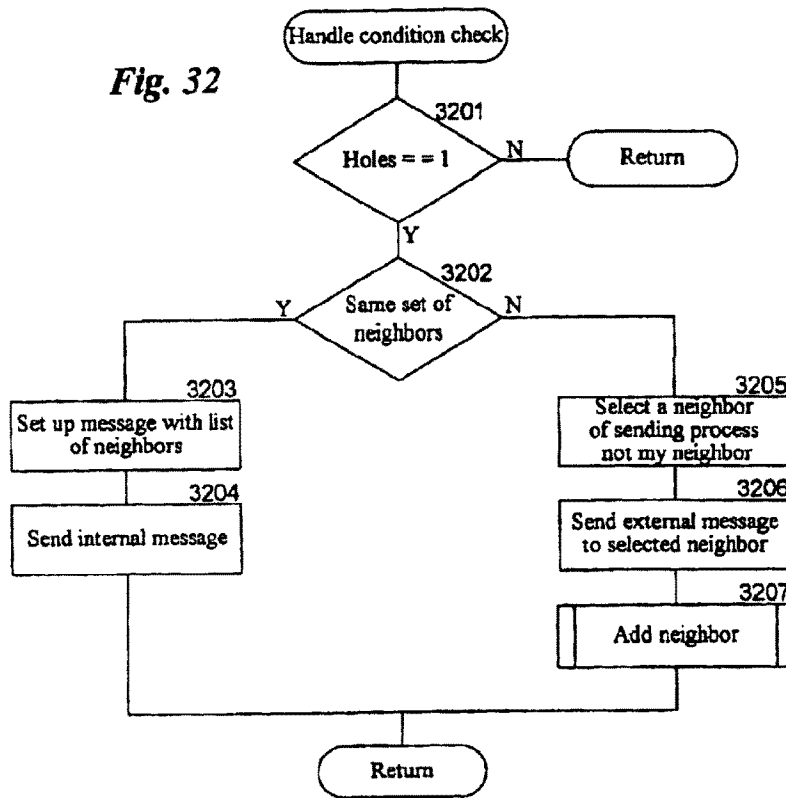 Handle condition check
Fig. 32
3201
Holes = = 1
N
Return
Y
3202
Y
Same set of
neighbors
N
3203
Set up message with list
of neighbors
3204
Send internal message
3205
Select a neighbor
of sending process
not my neighbor
3206
Send external message
to selected neighbor
3207
Add neighbor
Return